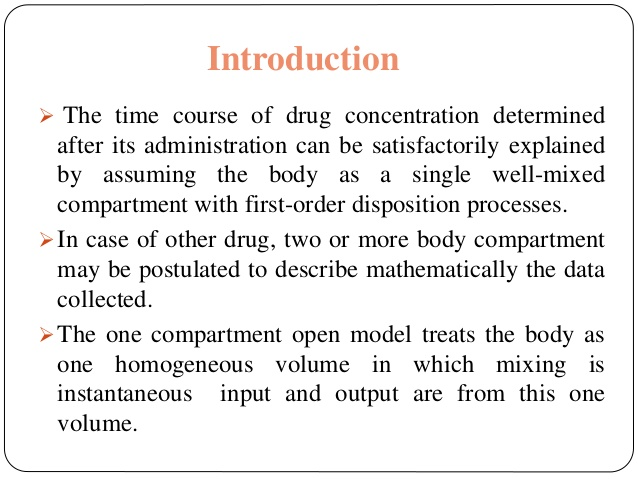 Introduction
➢ The time course of drug concentration determined
after its administration can be satisfactorily explained
by assuming the body as a single well-mixed
compartment with first-order disposition processes.
➢In case of other drug, two or more body compartment
may be postulated to describe mathematically the data
collected.
➢The one compartment open model treats the body as
one homogeneous volume in which mixing is
instantaneous input and output are from this one
volume.